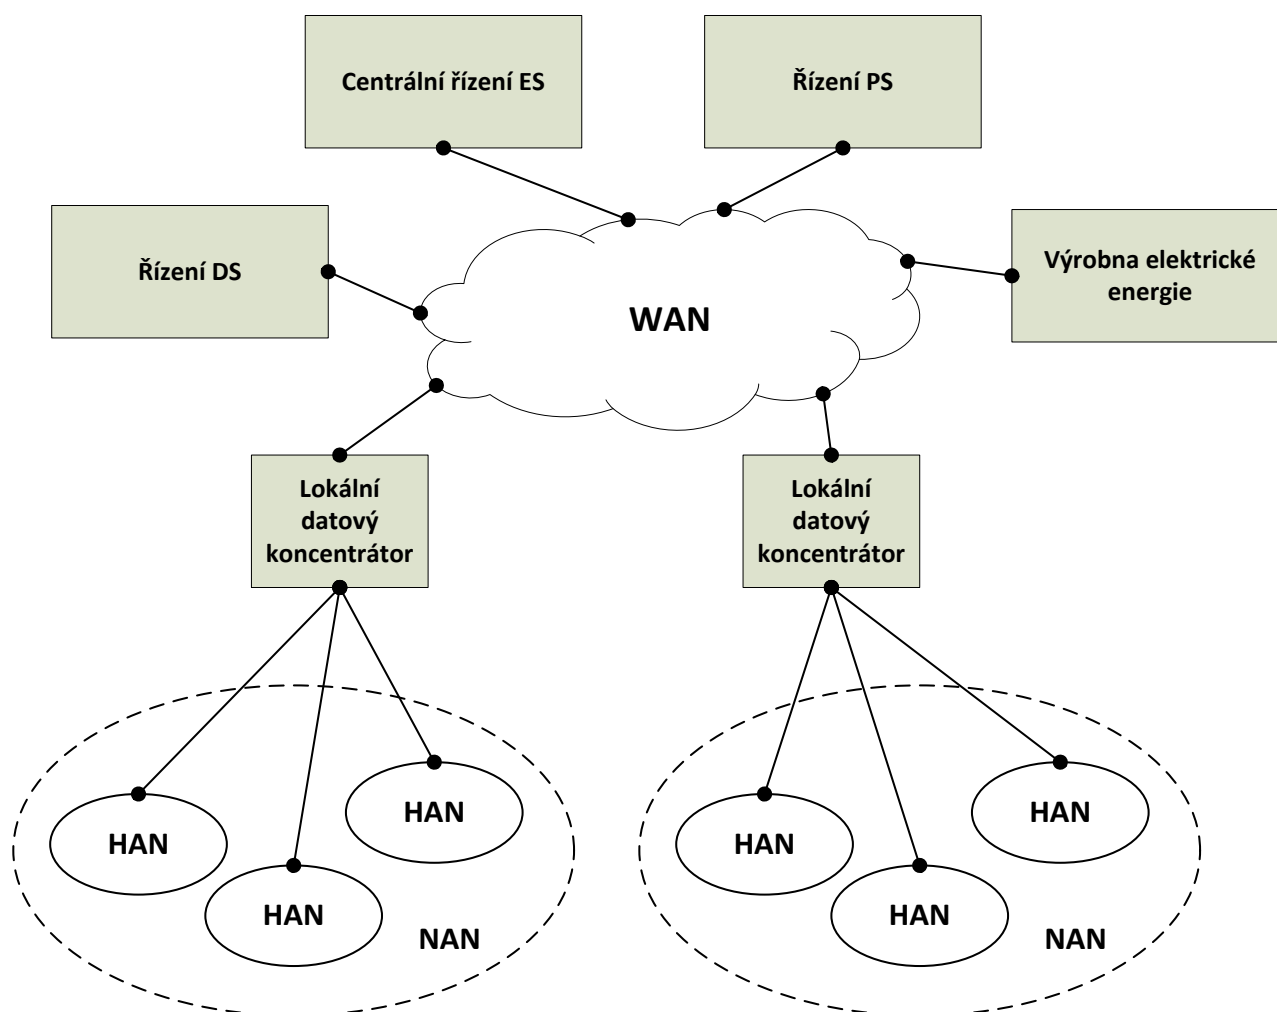 Centrální řízení ES
Řízení PS
Řízení DS
Výrobna elektrické
energie
WAN
Lokální
datový
koncentrátor
Lokální
datový
koncentrátor
HAN
HAN
HAN
NAN
HAN
HAN
HAN
NAN